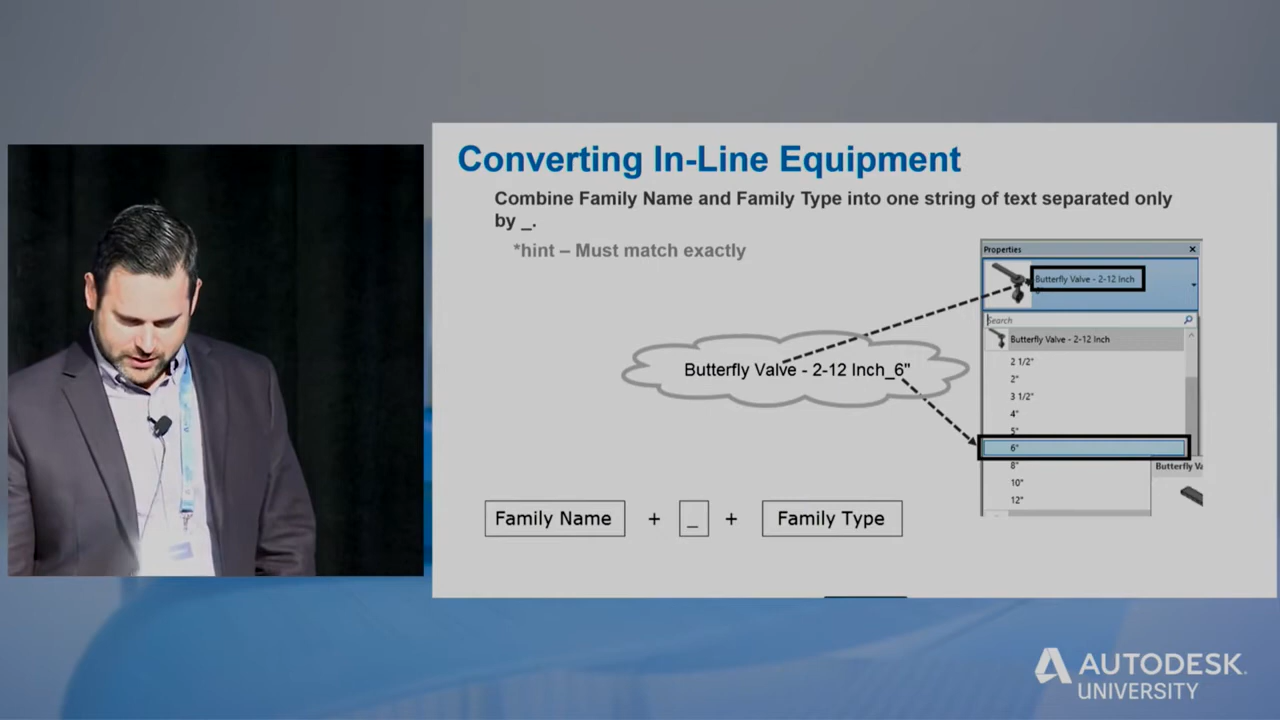 Converting In-Line Equipment
Combine Family Name and Family Type into one string of text separated only
by _.
*hint – Must match exactly
Properties
Butterfly Valve - 2-12 Inch
Search
Butterfly Valve - 2-12 Inch
2 1/2"
2"
3 1/2"
4"
5"
6"
8"
10"
12"
Butterfly Va
Butterfly Valve - 2-12 Inch_6"
Family Name + _ + Family Type
AUTODESK
UNIVERSITY